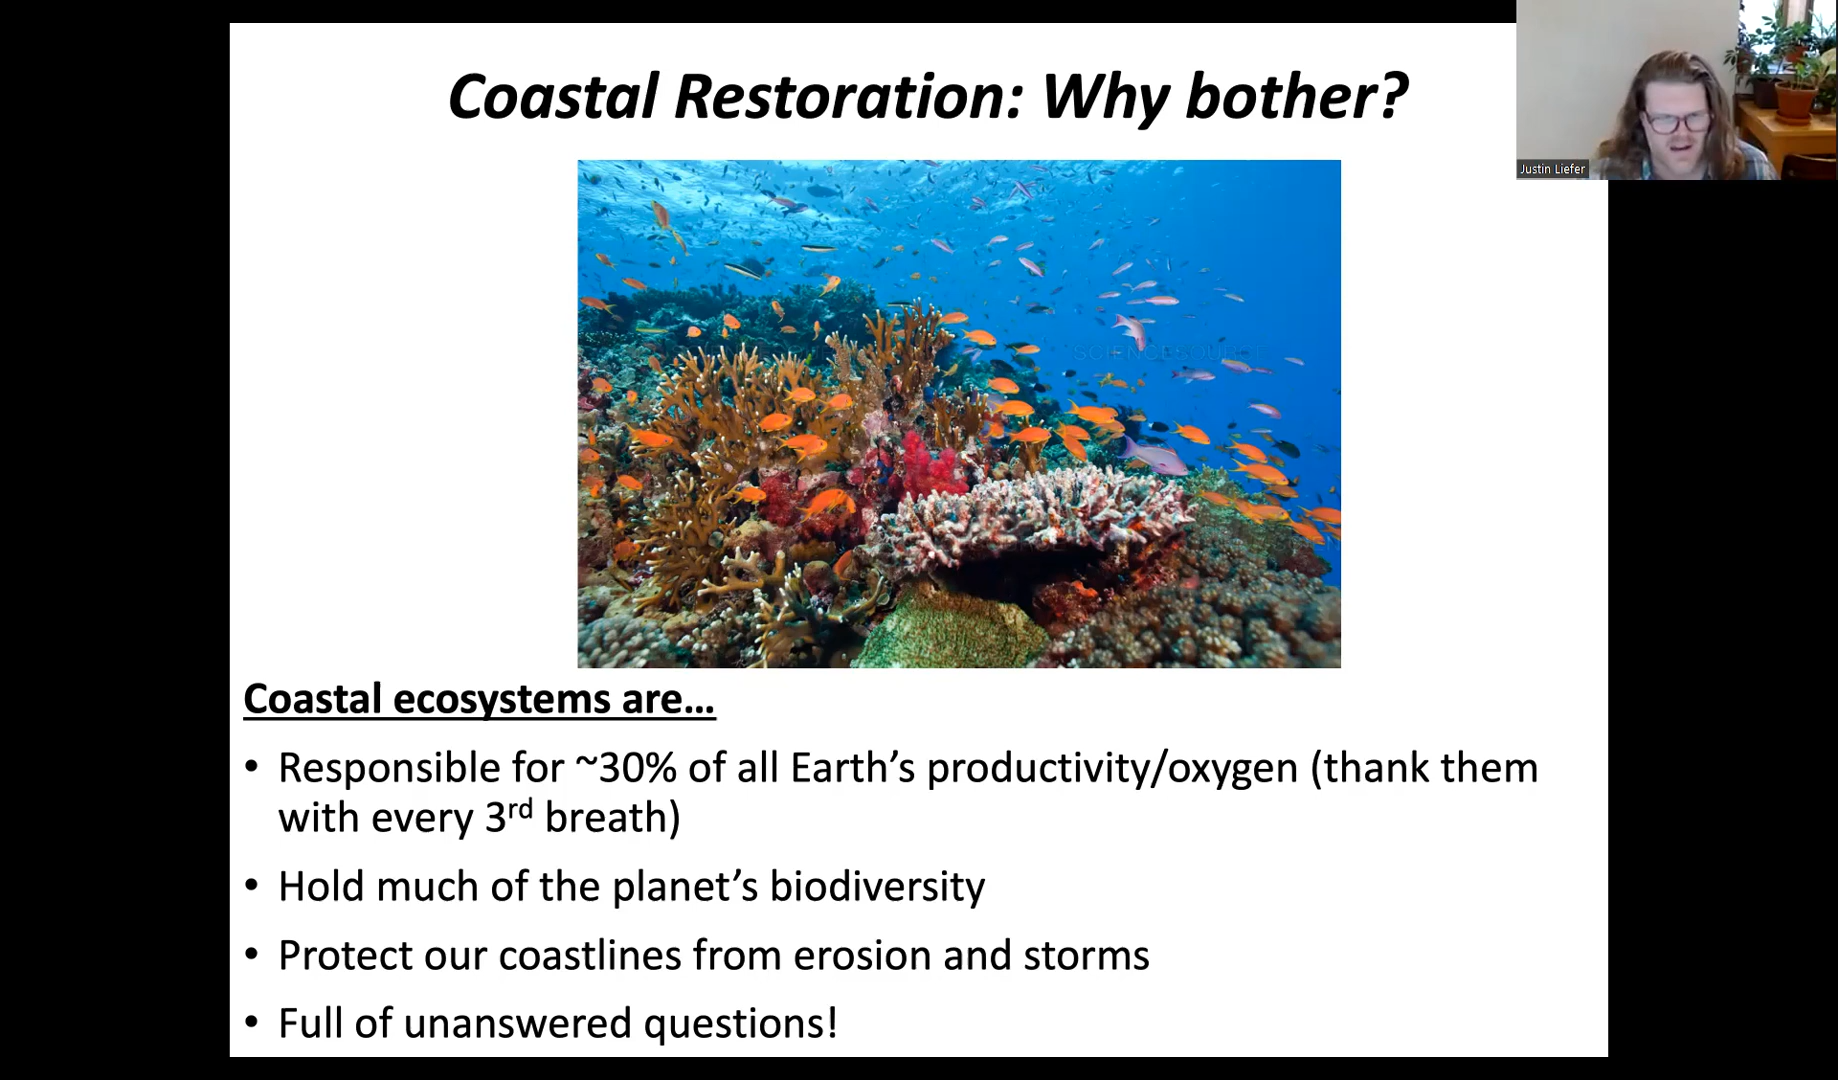 Coastal Restoration: Why bother?
Justin Liefer
SCIENCESOURCE
Coastal ecosystems are…
• Responsible for ~30% of all Earth’s productivity/oxygen (thank them
with every 3rd breath)
• Hold much of the planet’s biodiversity
• Protect our coastlines from erosion and storms
• Full of unanswered questions!